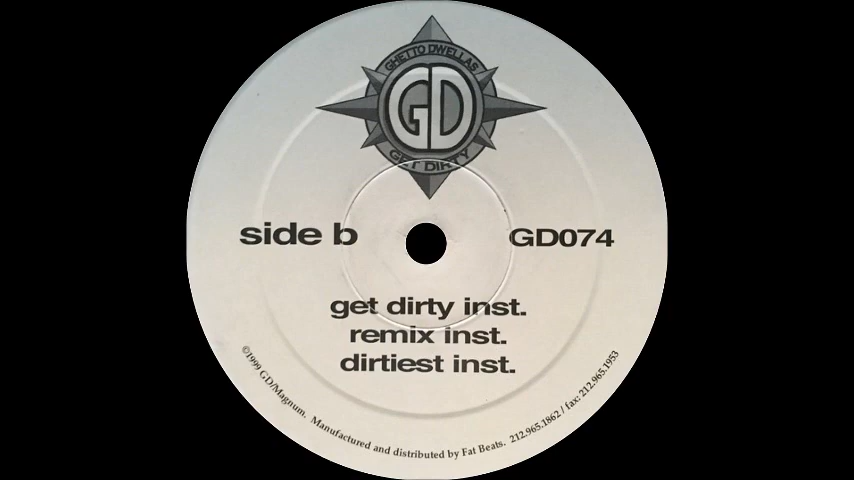 GHETTO DWELLAS
GD
GET DIRTY
side b
GD074
get dirty inst.
remix inst.
dirtiest inst.
©1999 GD/Magnum. Manufactured and distributed by Fat Beats. 212.965.1862 / fax: 212.965.1953